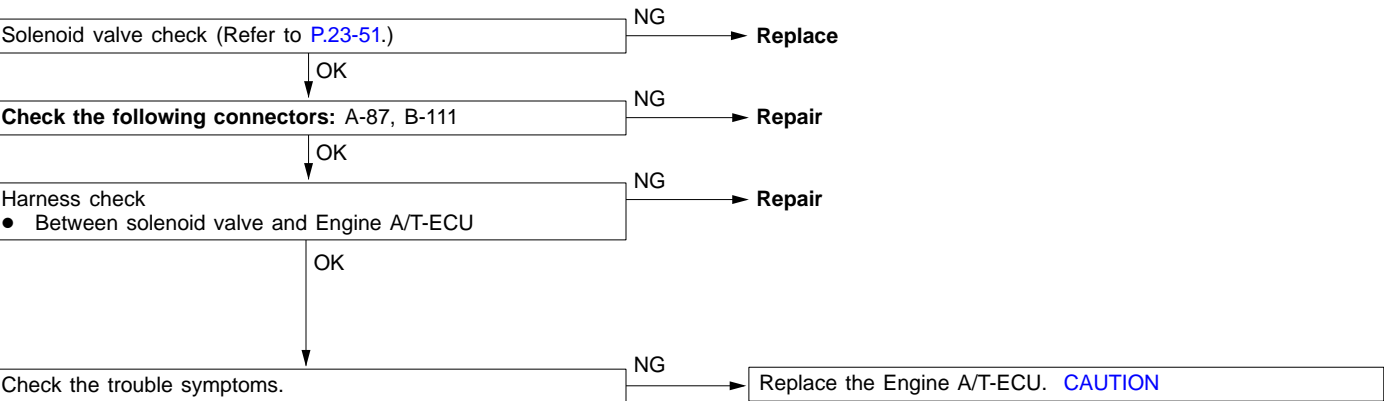 NG
Solenoid valve check (Refer to P.23-51.)
Replace
OK
NG
Check the following connectors: A-87, B-111
Repair
OK
NG
Harness check
Repair
● Between solenoid valve and Engine A/T-ECU
OK
NG
Check the trouble symptoms.
Replace the Engine A/T-ECU. CAUTION